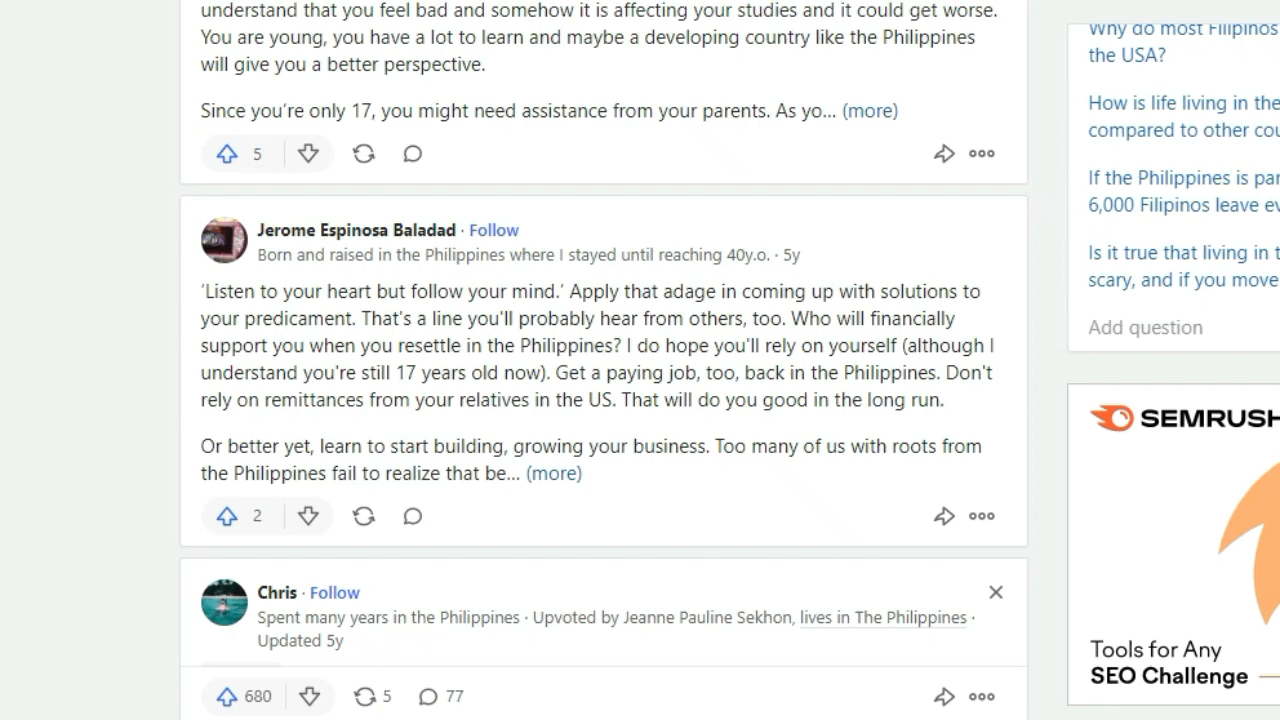 understand that you feel bad and somehow it is affecting your studies and it could get worse.
You are young, you have a lot to learn and maybe a developing country like the Philippines
will give you a better perspective.
Since you're only 17, you might need assistance from your parents. As yo... (more)
5
Jerome Espinosa Baladad · Follow
Born and raised in the Philippines where I stayed until reaching 40y.o. · 5y
'Listen to your heart but follow your mind.' Apply that adage in coming up with solutions to
your predicament. That's a line you'll probably hear from others, too. Who will financially
support you when you resettle in the Philippines? I do hope you'll rely on yourself (although I
understand you're still 17 years old now). Get a paying job, too, back in the Philippines. Don't
rely on remittances from your relatives in the US. That will do you good in the long run.
Or better yet, learn to start building, growing your business. Too many of us with roots from
the Philippines fail to realize that be... (more)
2
Chris · Follow
Spent many years in the Philippines · Upvoted by Jeanne Pauline Sekhon, lives in The Philippines ·
Updated 5y
680
5
77
Why do most Filipinos
the USA?
How is life living in the
compared to other cou
If the Philippines is par
6,000 Filipinos leave ev
Is it true that living in t
scary, and if you move
Add question
SEMRUSH
Tools for Any
SEO Challenge